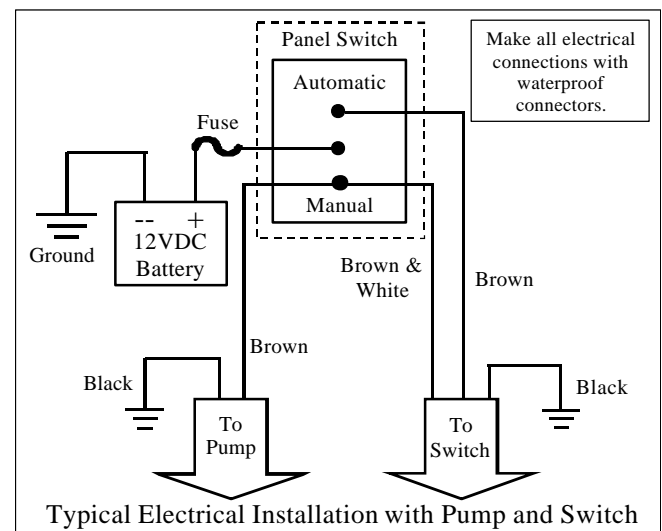 Panel Switch
Make all electrical
connections with
waterproof
connectors.
Automatic
Fuse
Manual
-- +
12VDC
Battery
Ground
Brown &
White
Brown
Brown
Black
Black
To
Pump
To
Switch
Typical Electrical Installation with Pump and Switch